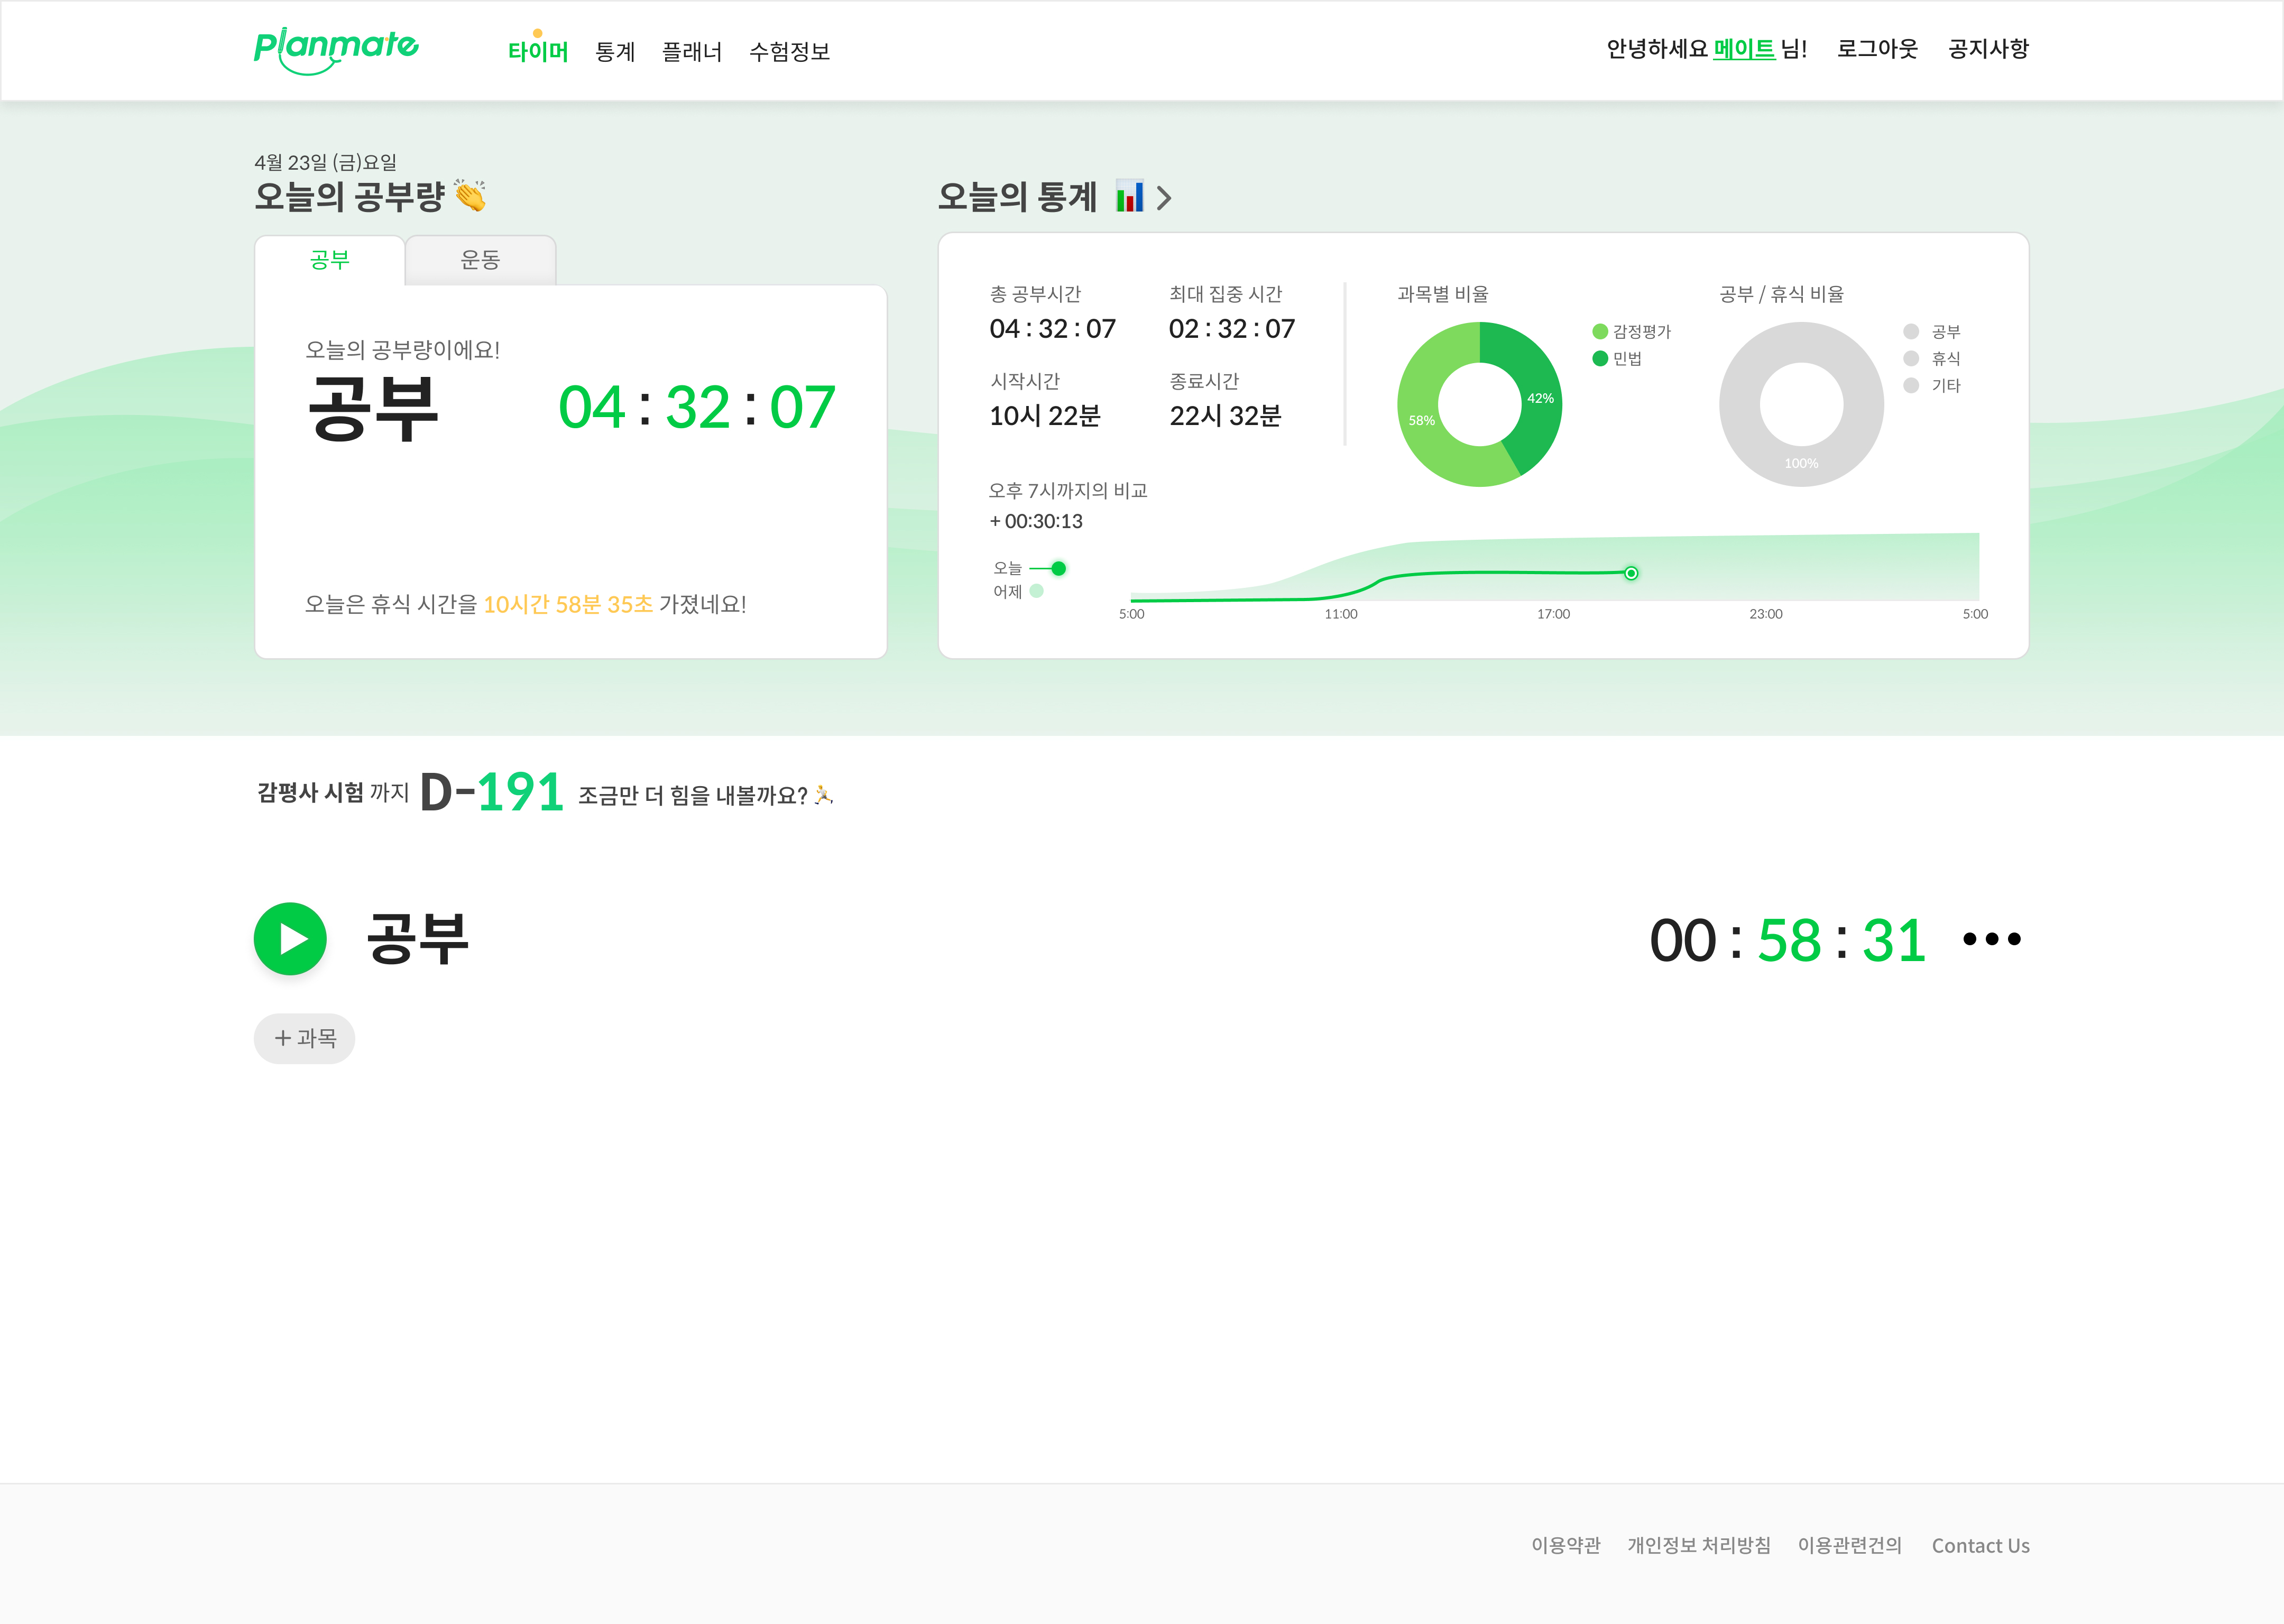 Planmate
타이머 통계 플래너 수험정보
안녕하세요 메이트 님! 로그아웃 공지사항
4월 23일 (금)요일
오늘의 공부량
공부 운동
오늘의 공부량이에요!
공부 04 : 32 : 07
오늘은 휴식 시간을 10시간 58분 35초 가졌네요!
오늘의 통계
총 공부시간
04 : 32 : 07
최대 집중 시간
02 : 32 : 07
시작시간
10시 22분
종료시간
22시 32분
과목별 비율
감정평가
민법
42%
58%
공부 / 휴식 비율
공부
휴식
기타
100%
오후 7시까지의 비교
+ 00:30:13
오늘
어제
5:00 11:00 17:00 23:00 5:00
감평사 시험 까지 D-191 조금만 더 힘을 내볼까요?
공부 00 : 58 : 31
+ 과목
이용약관 개인정보 처리방침 이용관련건의 Contact Us